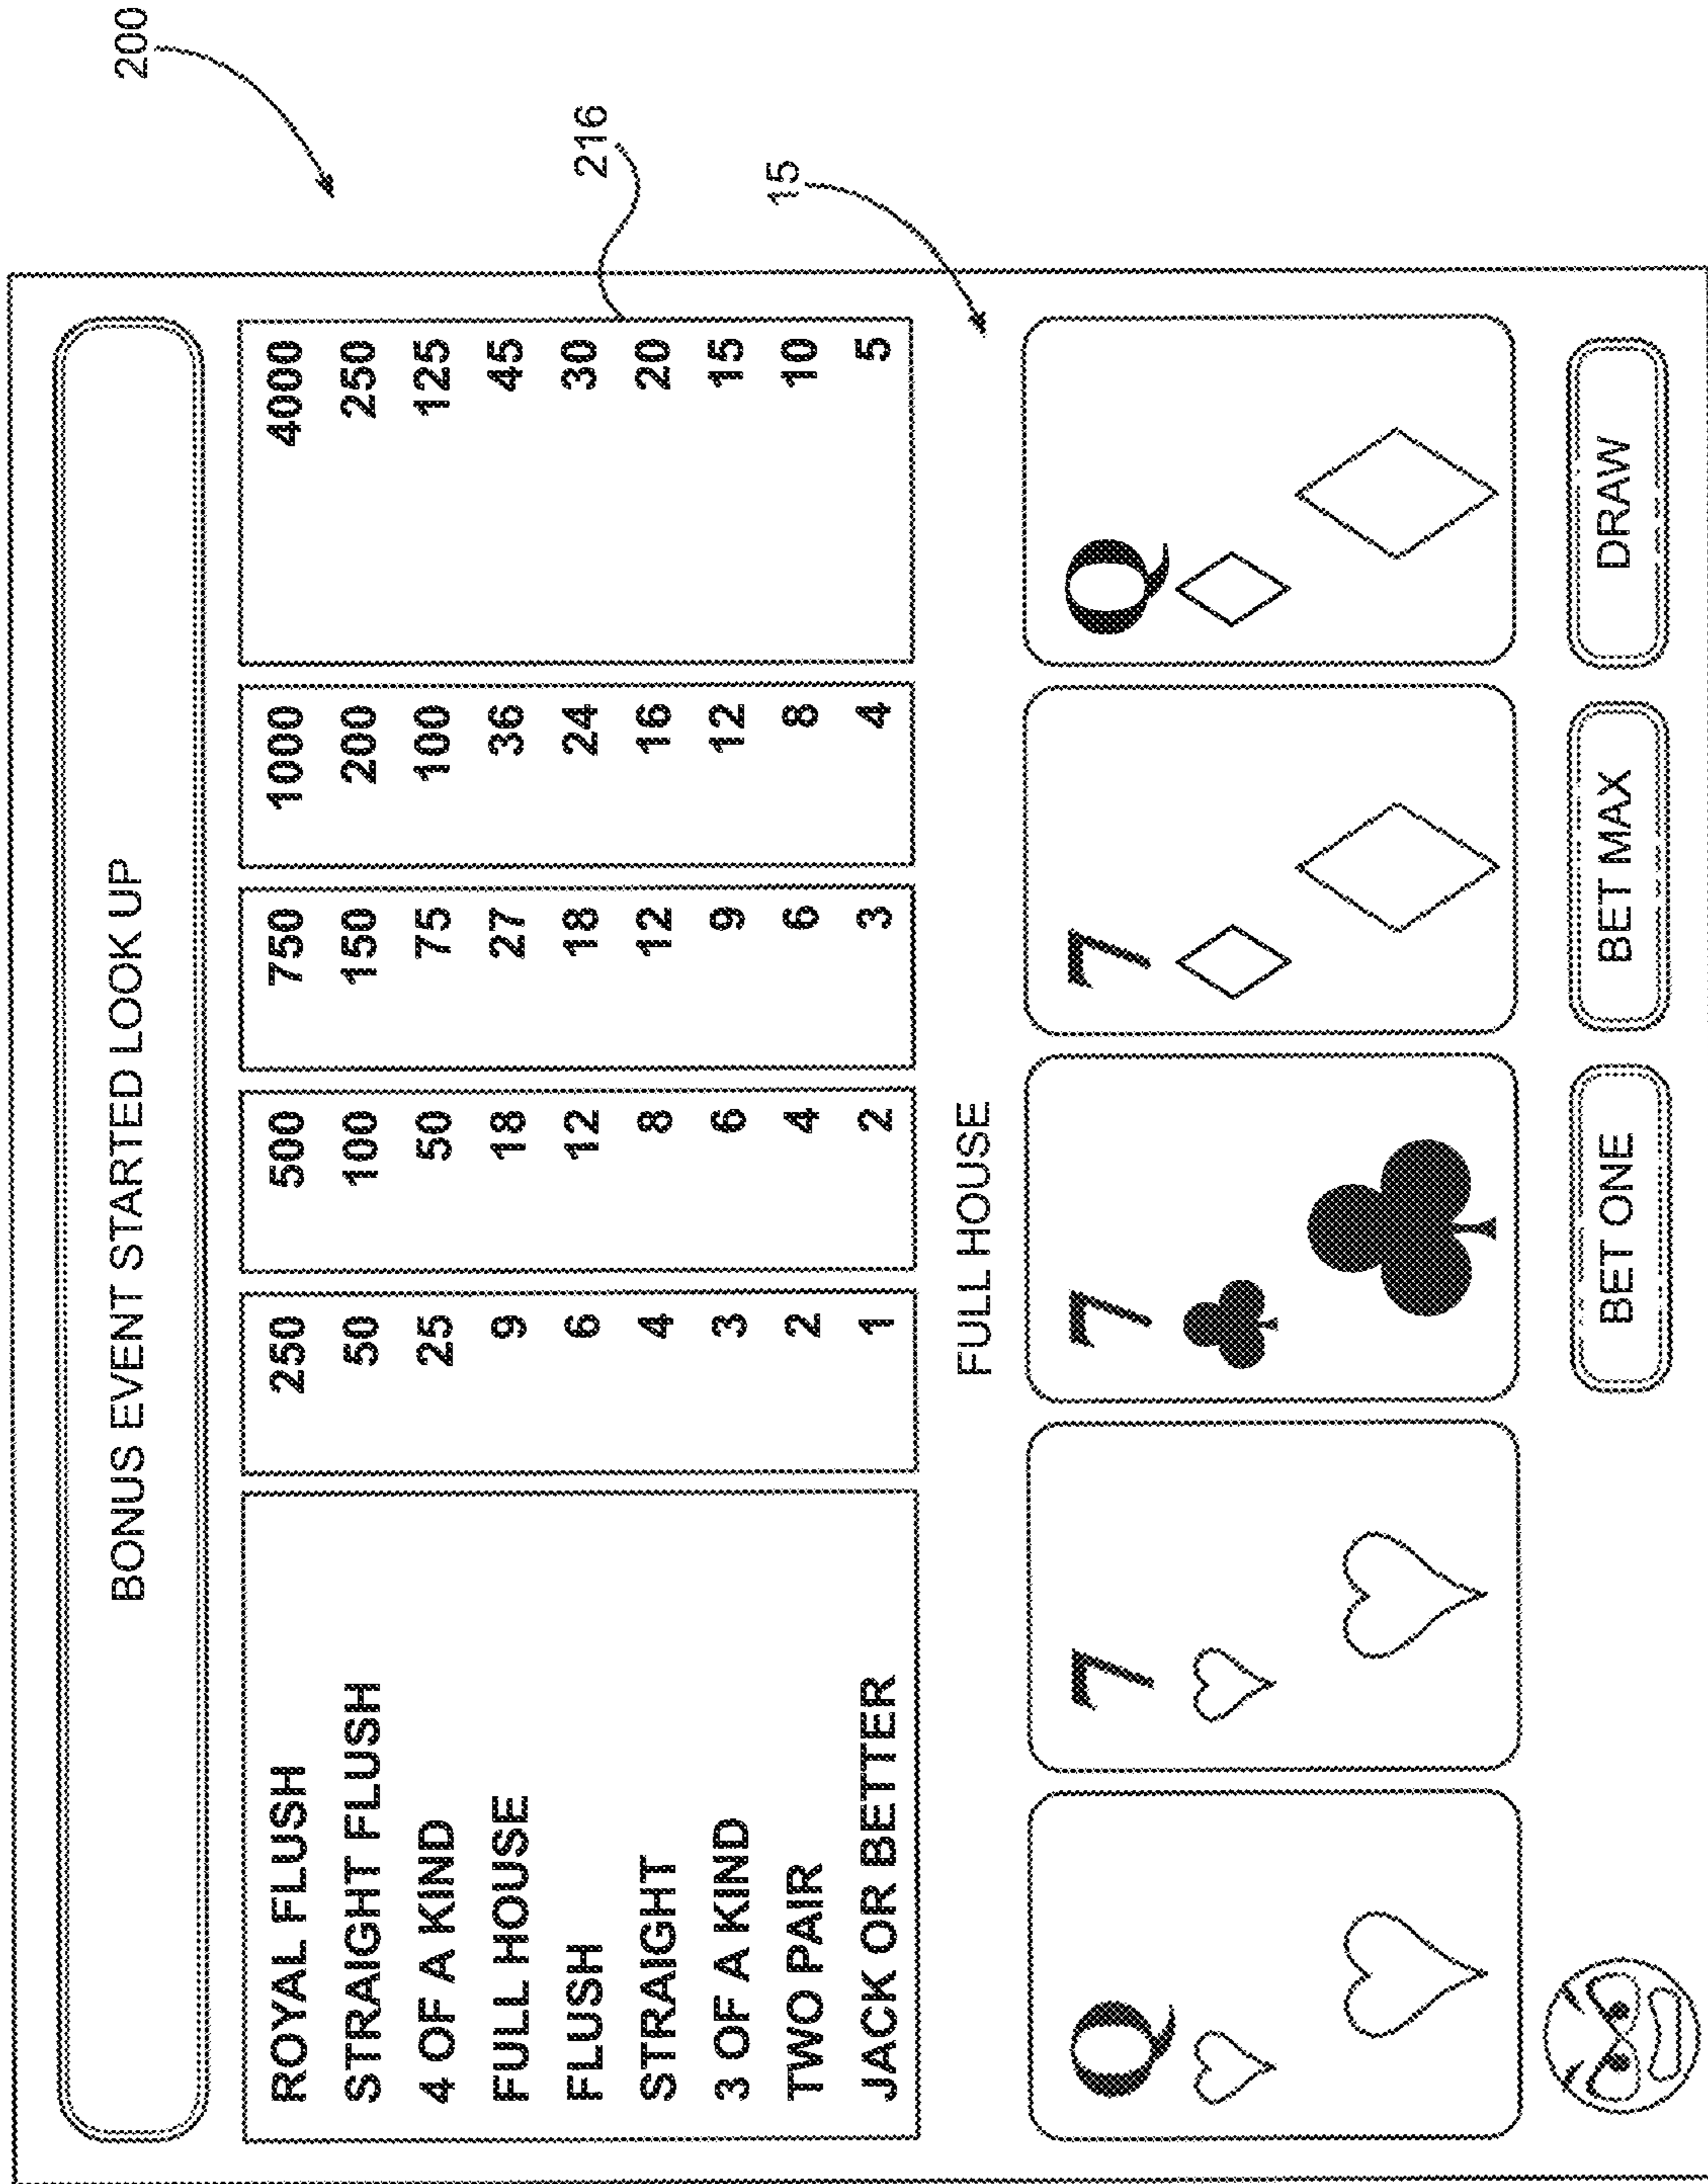 200
BONUS EVENT STARTED LOOK UP
216
ROYAL FLUSH 250 500 750 1000 4000
STRAIGHT FLUSH 50 100 150 200 250
4 OF A KIND 25 50 75 100 125
FULL HOUSE 9 18 27 36 45
FLUSH 6 12 18 24 30
STRAIGHT 4 8 12 16 20
3 OF A KIND 3 6 9 12 15
TWO PAIR 2 4 6 8 10
JACK OR BETTER 1 2 3 4 5
15
FULL HOUSE
Q 7 7 7 Q
BET ONE BET MAX DRAW